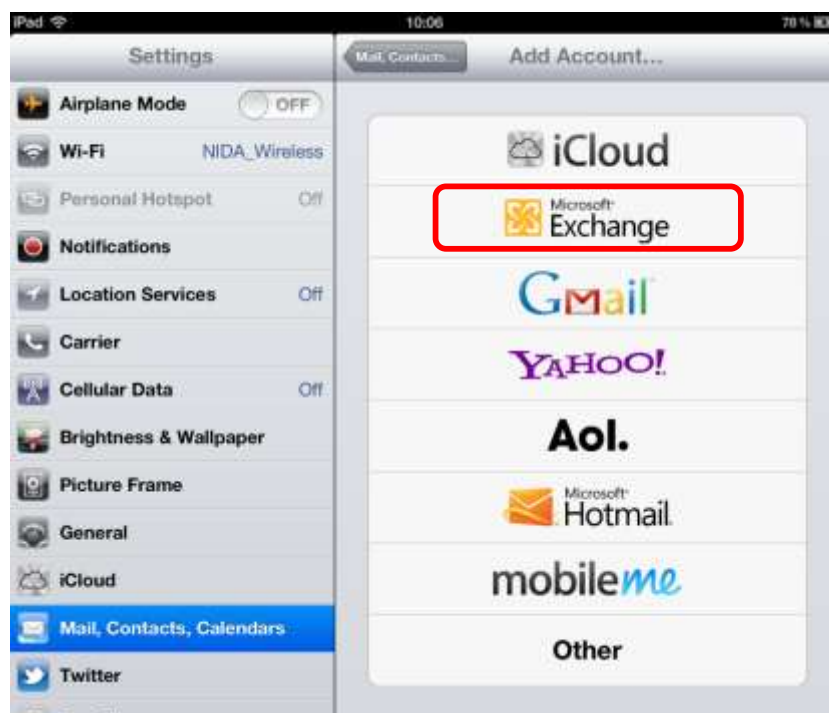 iPad 10:06 78 %
Settings
Mail, Contacts... Add Account...
Airplane Mode OFF
Wi-Fi NIDA_Wireless
Personal Hotspot Off
Notifications
Location Services Off
Carrier
Cellular Data Off
Brightness & Wallpaper
Picture Frame
General
iCloud
Mail, Contacts, Calendars
Twitter
iCloud
Microsoft
Exchange
GMail
YAHOO!
Aol.
Microsoft
Hotmail
mobileme
Other